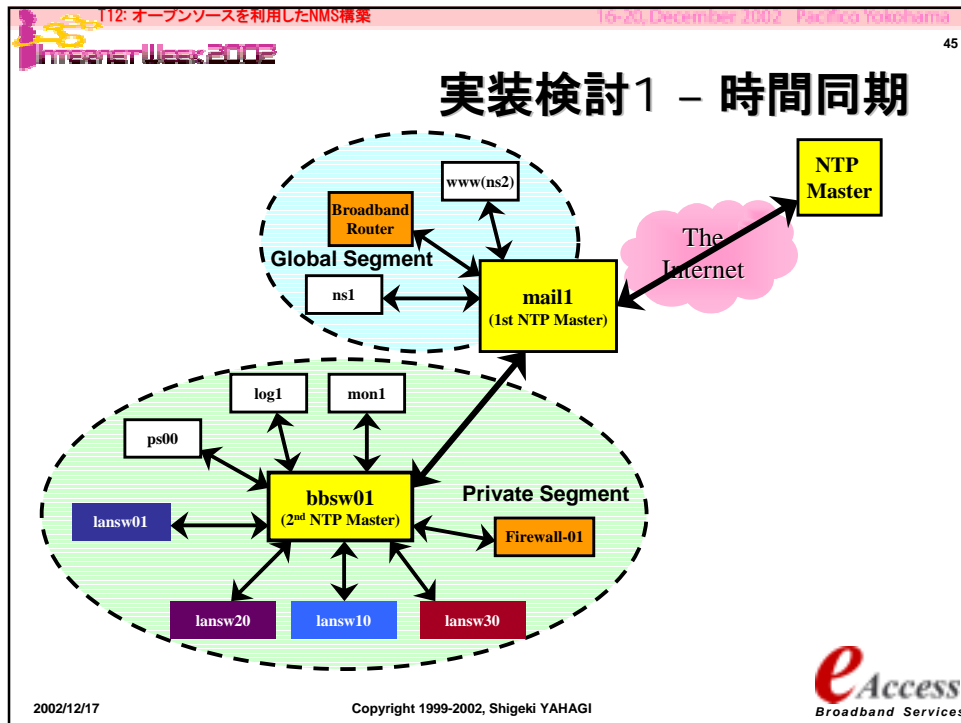 T12: オープンソースを利用したNMS構築
16-20, December 2002 Pacifico Yokohama
InternetWeek 2002
45
実装検討1 – 時間同期
NTP
Master
www(ns2)
Broadband
Router
The
Internet
Global Segment
ns1
mail1
(1st NTP Master)
log1
mon1
ps00
bbsw01
(2nd NTP Master)
Private Segment
lansw01
Firewall-01
lansw20
lansw10
lansw30
eAccess
Broadband Services
2002/12/17
Copyright 1999-2002, Shigeki YAHAGI